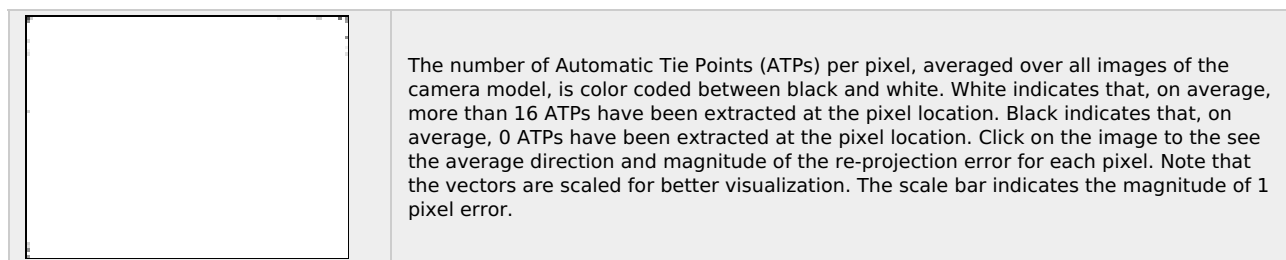 The number of Automatic Tie Points (ATPs) per pixel, averaged over all images of the
camera model, is color coded between black and white. White indicates that, on average,
more than 16 ATPs have been extracted at the pixel location. Black indicates that, on
average, 0 ATPs have been extracted at the pixel location. Click on the image to the see
the average direction and magnitude of the re-projection error for each pixel. Note that
the vectors are scaled for better visualization. The scale bar indicates the magnitude of 1
pixel error.